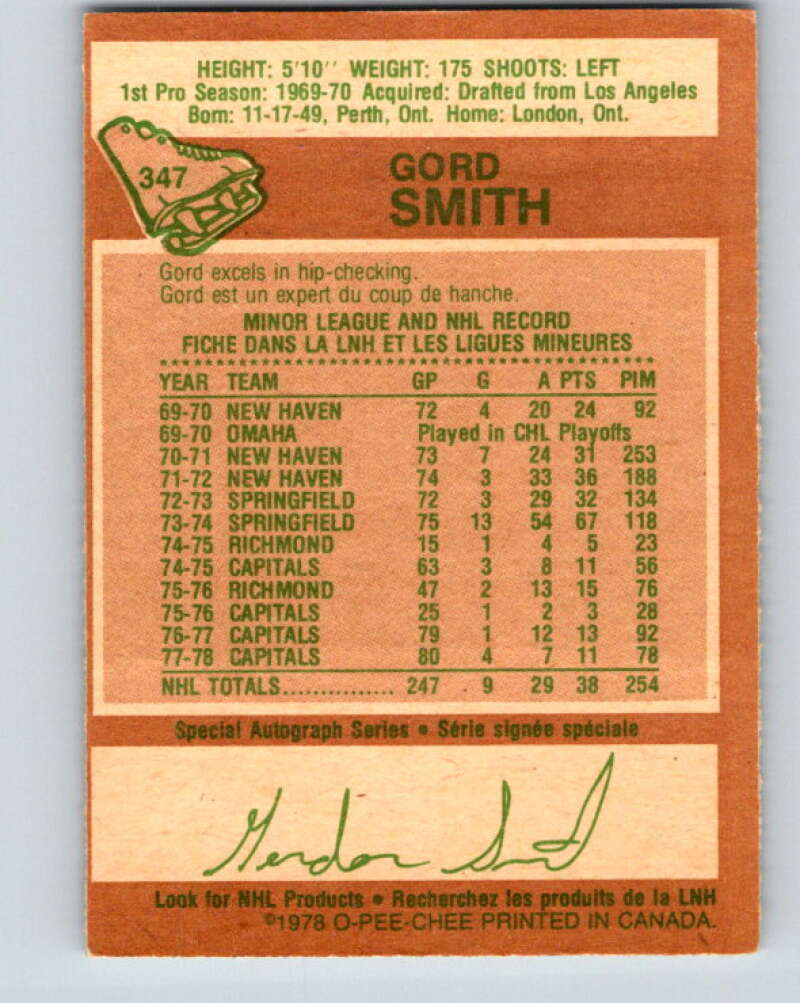 HEIGHT: 5'10'' WEIGHT: 175 SHOOTS: LEFT
1st Pro Season: 1969-70 Acquired: Drafted from Los Angeles
Born: 11-17-49, Perth, Ont. Home: London, Ont.
347
GORD
SMITH
Gord excels in hip-checking.
Gord est un expert du coup de hanche.
MINOR LEAGUE AND NHL RECORD
FICHE DANS LA LNH ET LES LIGUES MINEURES
YEAR TEAM GP G A PTS PIM
69-70 NEW HAVEN 72 4 20 24 92
69-70 OMAHA Played in CHL Playoffs
70-71 NEW HAVEN 73 7 24 31 253
71-72 NEW HAVEN 74 3 33 36 188
72-73 SPRINGFIELD 72 3 29 32 134
73-74 SPRINGFIELD 75 13 54 67 118
74-75 RICHMOND 15 1 4 5 23
74-75 CAPITALS 63 3 8 11 56
75-76 RICHMOND 47 2 13 15 76
75-76 CAPITALS 25 1 2 3 28
76-77 CAPITALS 79 1 12 13 92
77-78 CAPITALS 80 4 7 11 78
NHL TOTALS............... 247 9 29 38 254
Special Autograph Series • Série signée spéciale
Gordon Smith
Look for NHL Products • Recherchez les produits de la LNH
©1978 O-PEE-CHEE PRINTED IN CANADA.